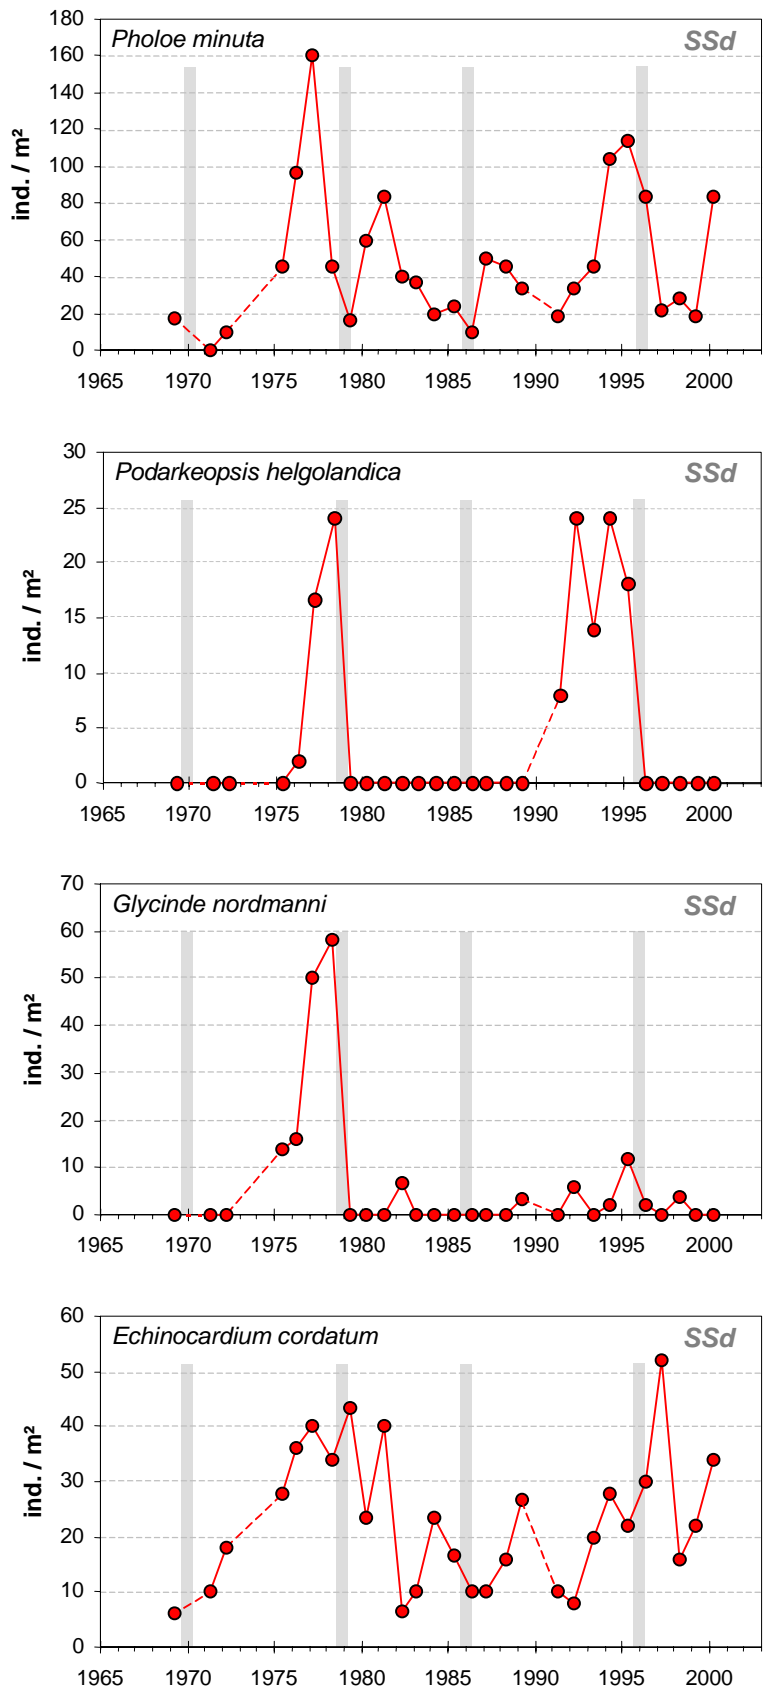 180
Pholoe minuta SSd
160
140
120
100
80
60
40
20
0
ind. / m²
1965 1970 1975 1980 1985 1990 1995 2000
30
Podarkeopsis helgolandica SSd
25
20
15
10
5
0
ind. / m²
1965 1970 1975 1980 1985 1990 1995 2000
70
Glycinde nordmanni SSd
60
50
40
30
20
10
0
ind. / m²
1965 1970 1975 1980 1985 1990 1995 2000
60
Echinocardium cordatum SSd
50
40
30
20
10
0
ind. / m²
1965 1970 1975 1980 1985 1990 1995 2000